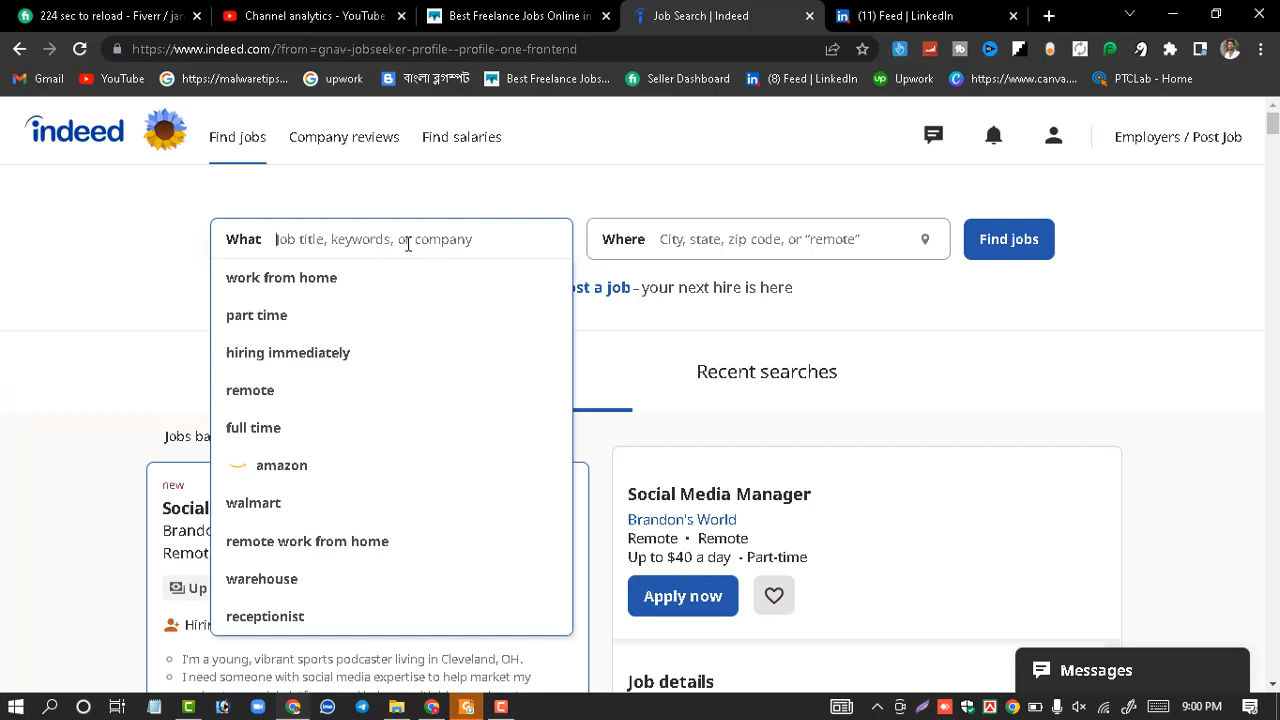 224 sec to reload - Fiverr / jan
Channel analytics - YouTube
Best Freelance Jobs Online in
Job Search | Indeed
(11) Feed | LinkedIn
https://www.indeed.com/?from=gnav-jobseeker-profile--profile-one-frontend
Gmail
YouTube
https://malwaretips...
upwork
বাংলা ব্লগস্পট
Best Freelance Jobs...
Seller Dashboard
(8) Feed | LinkedIn
Upwork
https://www.canva....
PTCLab - Home
indeed
Find jobs
Company reviews
Find salaries
Employers / Post Job
What Job title, keywords, or company
Where City, state, zip code, or “remote”
Find jobs
work from home
part time
hiring immediately
remote
full time
amazon
walmart
remote work from home
warehouse
receptionist
ost a job – your next hire is here
Recent searches
Jobs ba
new
Social
Brando
Remot
Up
Hirin
I'm a young, vibrant sports podcaster living in Cleveland, OH.
I need someone with social media expertise to help market my
Social Media Manager
Brandon's World
Remote • Remote
Up to $40 a day - Part-time
Apply now
Job details
Messages
9:00 PM